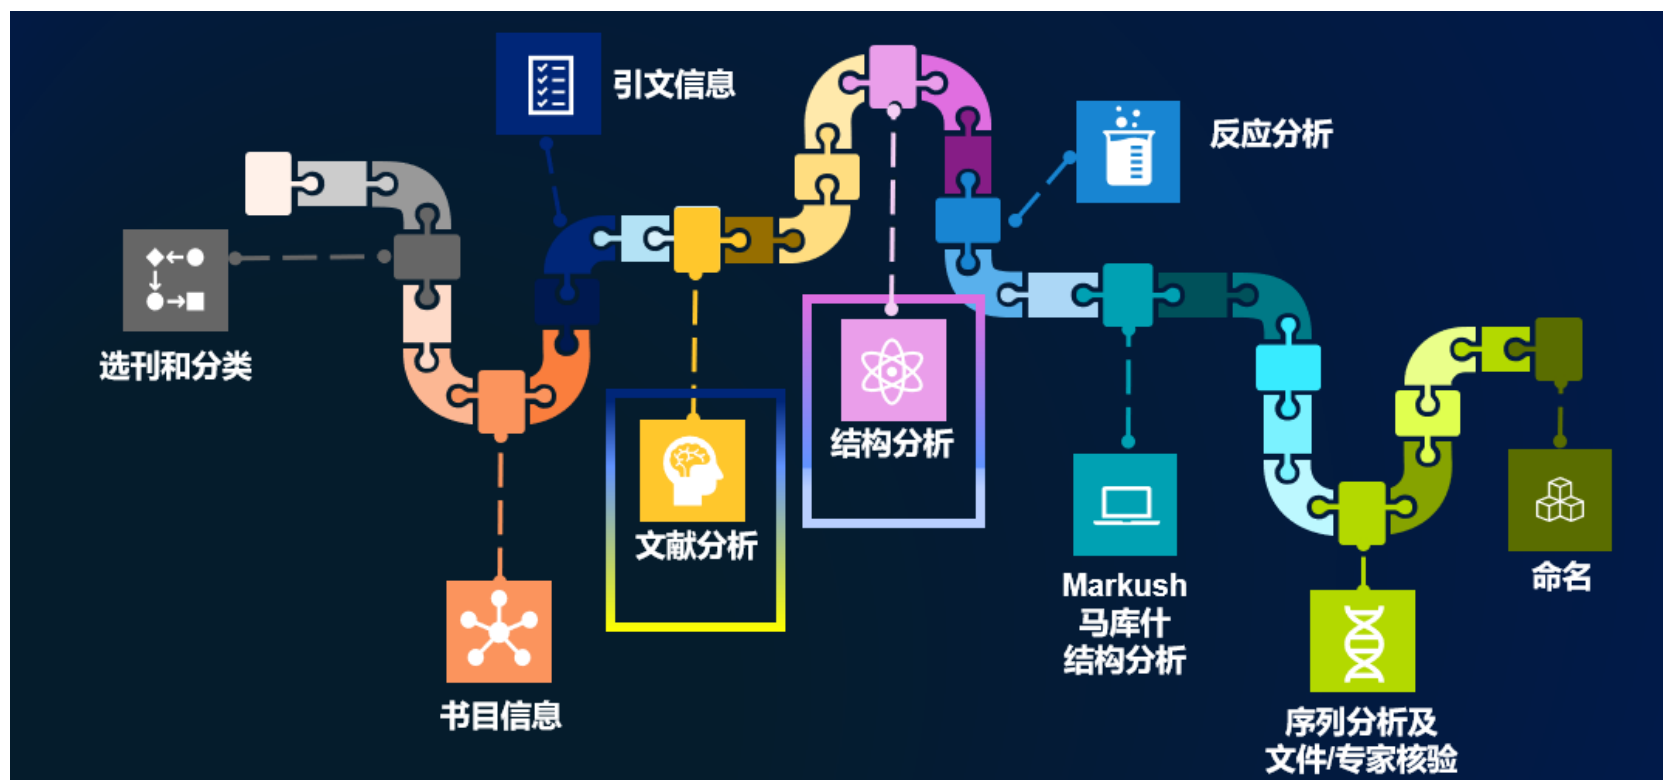 引文信息
反应分析
选刊和分类
结构分析
文献分析
Markush
马库什
结构分析
命名
书目信息
序列分析及
文件/专家核验